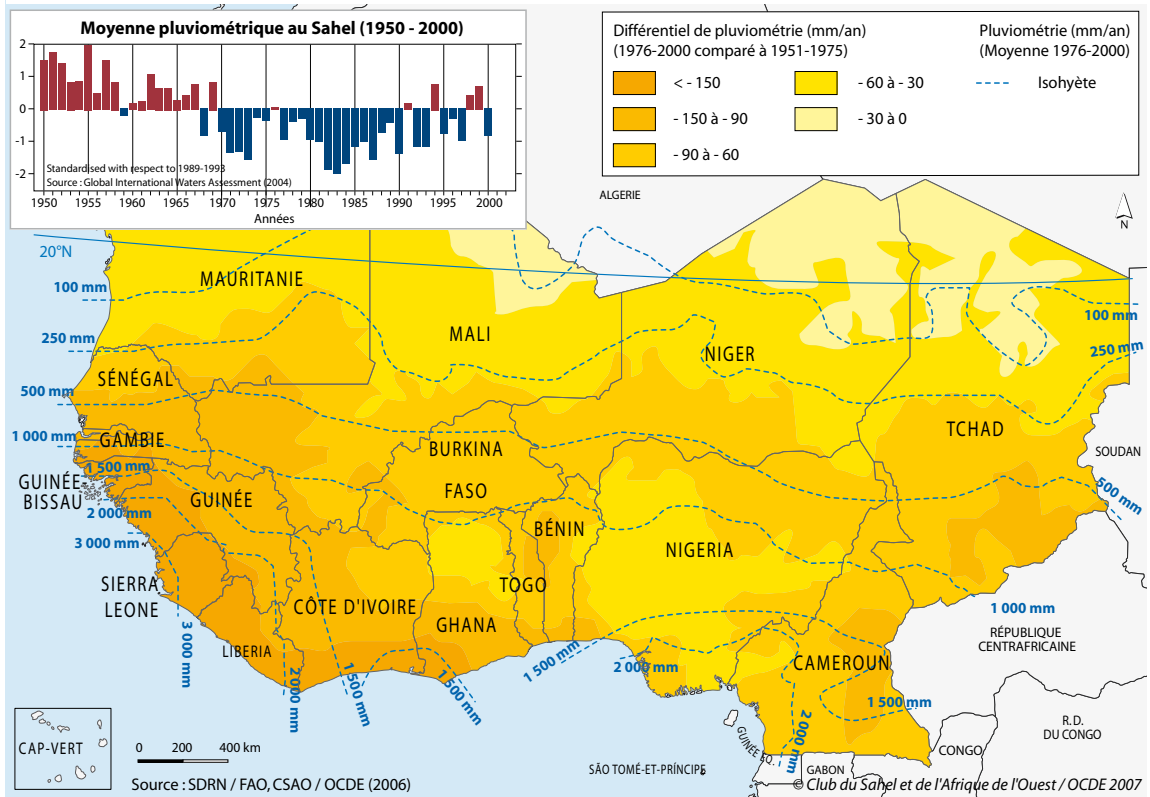 Moyenne pluviométrique au Sahel (1950 - 2000)
2
1
0
-1
-2
Standardised with respect to 1989-1993
Source : Global International Waters Assessment (2004)
1950 1955 1960 1965 1970 1975 1980 1985 1990 1995 2000
Années
Différentiel de pluviométrie (mm/an)
(1976-2000 comparé à 1951-1975)
< - 150
- 150 à - 90
- 90 à - 60
- 60 à - 30
- 30 à 0
Pluviométrie (mm/an)
(Moyenne 1976-2000)
Isohyète
ALGERIE
N
20°N
MAURITANIE
100 mm
100 mm
MALI
250 mm
250 mm
NIGER
SÉNÉGAL
500 mm
TCHAD
1 000 mm
GAMBIE
BURKINA
FASO
SOUDAN
1 500 mm
GUINÉE
BISSAU
GUINÉE
500 mm
2 000 mm
BÉNIN
3 000 mm
NIGERIA
SIERRA
LEONE
TOGO
CÔTE D'IVOIRE
1 000 mm
GHANA
RÉPUBLIQUE
CENTRAFRICAINE
3 000 mm
LIBERIA
2 000 mm
1 500 mm
1 500 mm
1 500 mm
2 000 mm
CAMEROUN
1 500 mm
2 000 mm
CAP-VERT
0 200 400 km
GUINÉE ÉQ.
R.D.
DU CONGO
CONGO
GABON
SÃO TOMÉ-ET-PRÍNCIPE
Source : SDRN / FAO, CSAO / OCDE (2006)
© Club du Sahel et de l'Afrique de l'Ouest / OCDE 2007